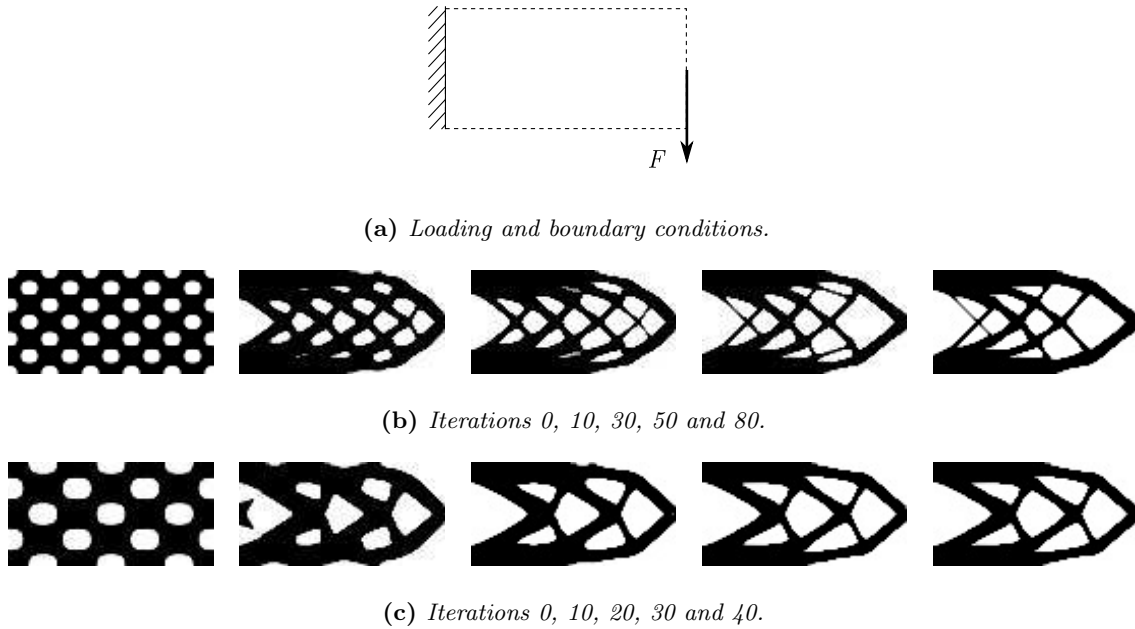 F
(a) Loading and boundary conditions.
(b) Iterations 0, 10, 30, 50 and 80.
(c) Iterations 0, 10, 20, 30 and 40.